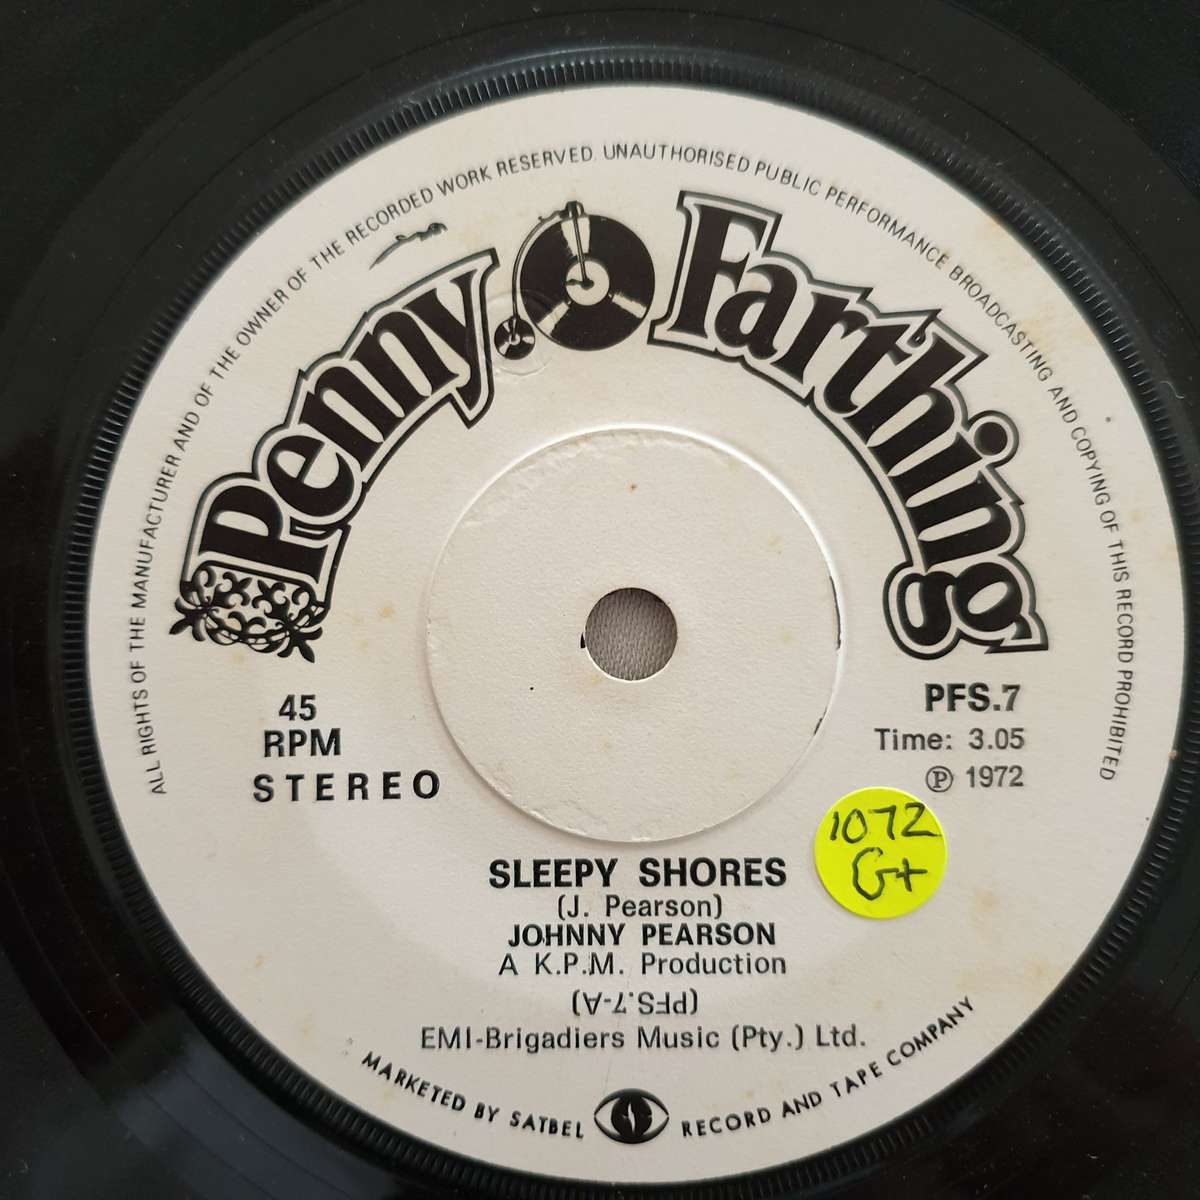 ALL RIGHTS OF THE MANUFACTURER AND OF THE OWNER OF THE RECORDED WORK RESERVED. UNAUTHORISED PUBLIC PERFORMANCE BROADCASTING AND COPYING OF THIS RECORD PROHIBITED
Penny Farthing
45
RPM
STEREO
PFS.7
Time: 3.05
℗ 1972
1072
G+
SLEEPY SHORES
(J. Pearson)
JOHNNY PEARSON
A K.P.M. Production
(PFS.7-A)
EMI-Brigadiers Music (Pty.) Ltd.
MARKETED BY SATBEL RECORD AND TAPE COMPANY